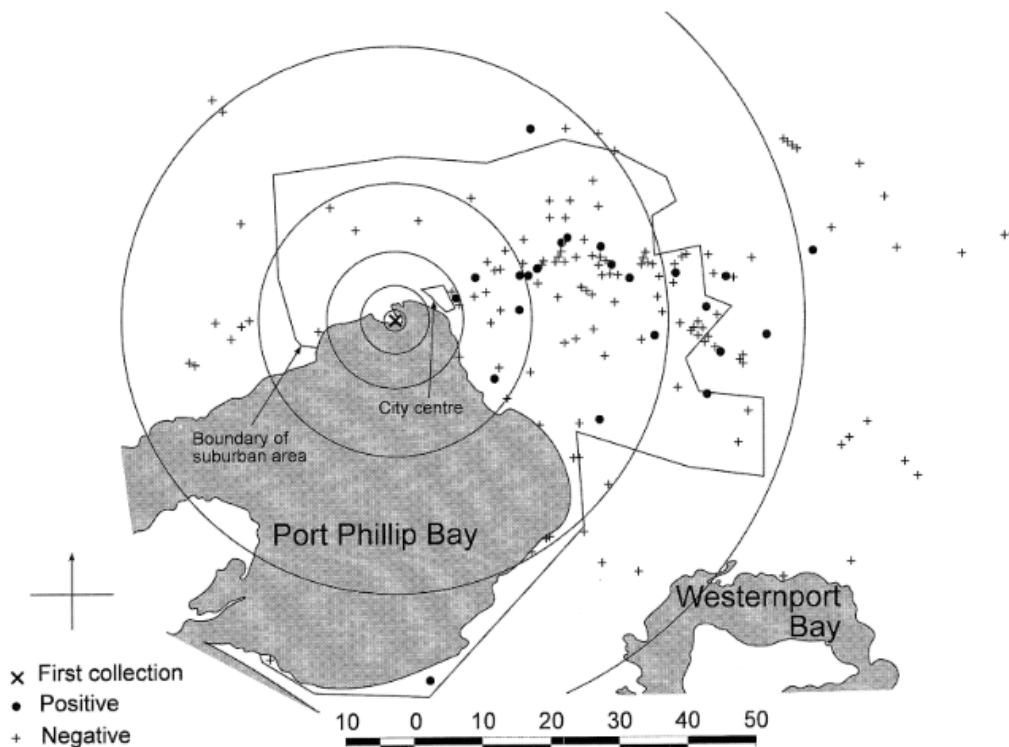 City centre
Boundary of
suburban area
Port Phillip Bay
Westernport
Bay
First collection
Positive
Negative
10 0 10 20 30 40 50